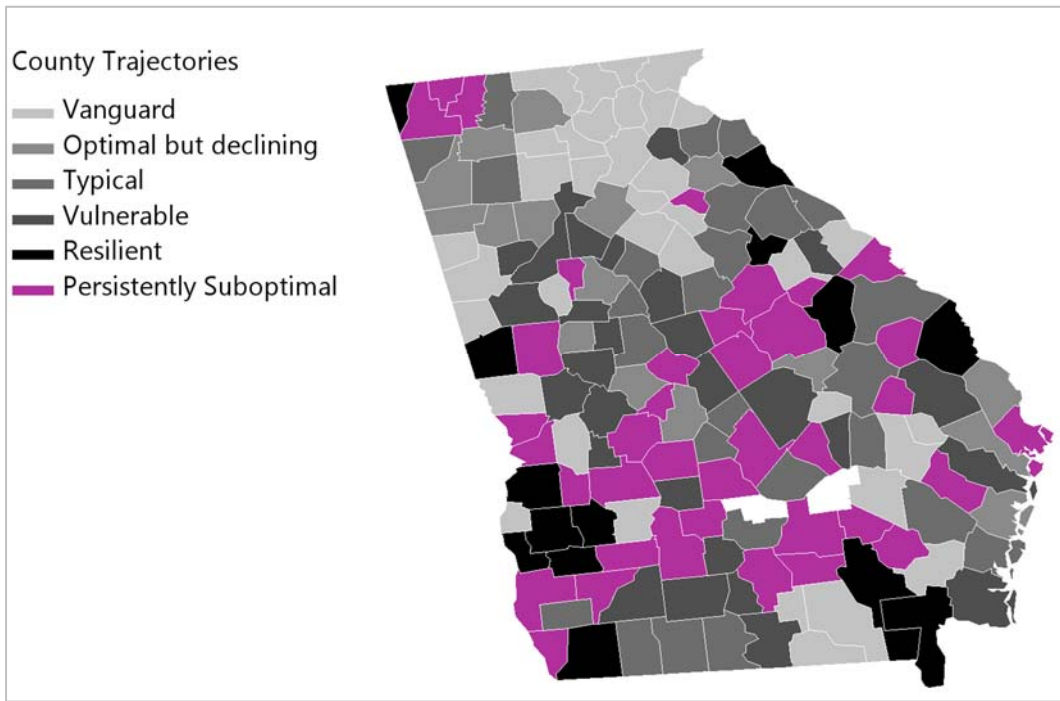 County Trajectories
Vanguard
Optimal but declining
Typical
Vulnerable
Resilient
Persistently Suboptimal